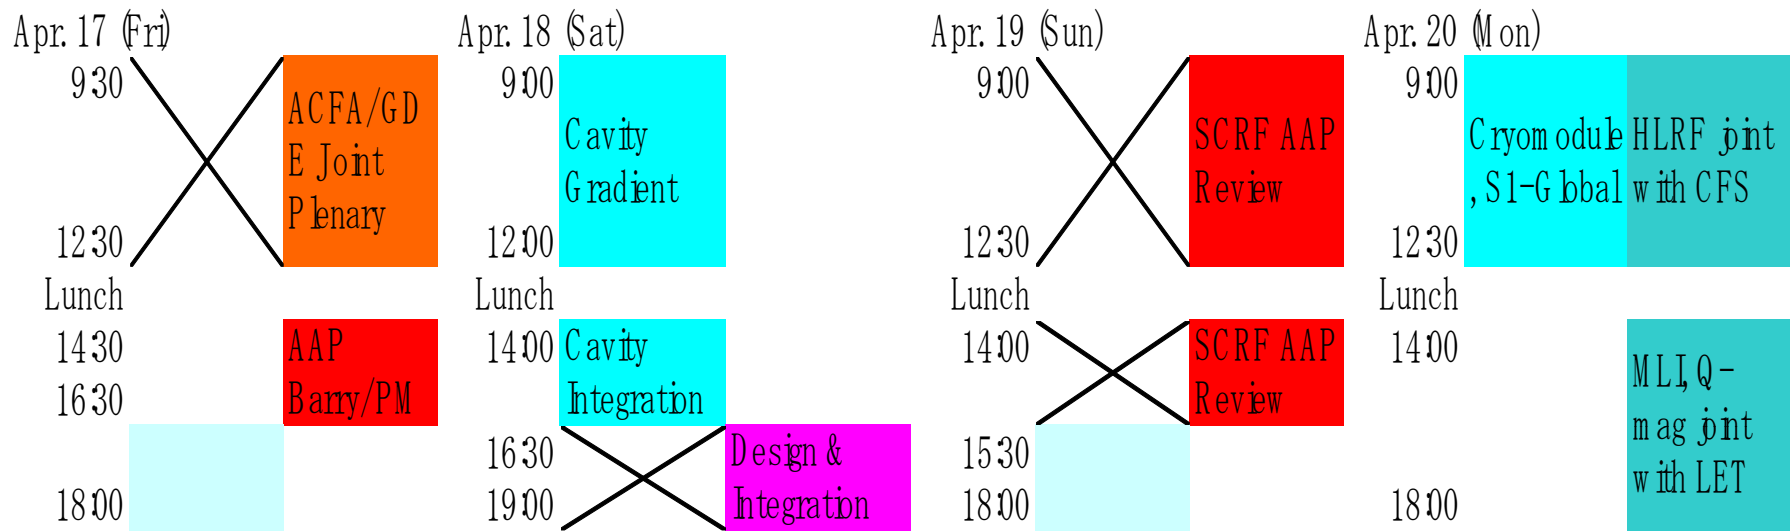 Apr. 17 (Fri)
9:30
12:30
Lunch
14:30
16:30
18:00
ACFA/GD
E Joint
Plenary
AAP
Barry/PM
Apr. 18 (Sat)
9:00
12:00
Lunch
14:00
16:30
19:00
Cavity
Gradient
Cavity
Integration
Design &
Integration
Apr. 19 (Sun)
9:00
12:30
Lunch
14:00
15:30
18:00
SCRF AAP
Review
SCRF AAP
Review
Apr. 20 (Mon)
9:00
12:30
Lunch
14:00
18:00
Cryomodule
, S1-Global
HLRF joint
with CFS
MLI, Q-
mag joint
with LET